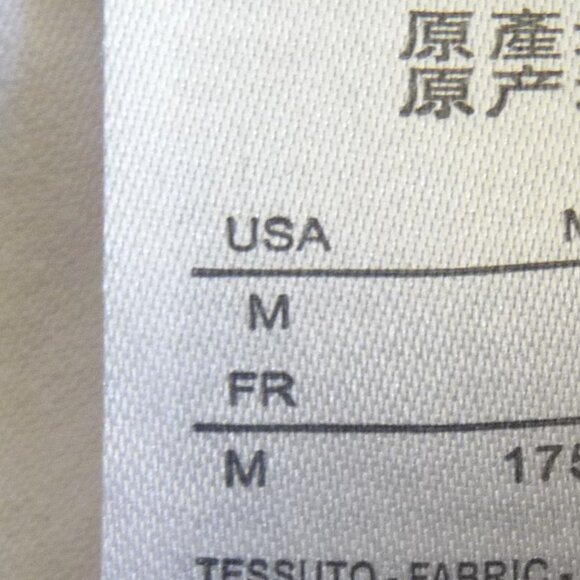 原產
原产
USA
M
FR
M 175
TESSUTO - FABRIC -